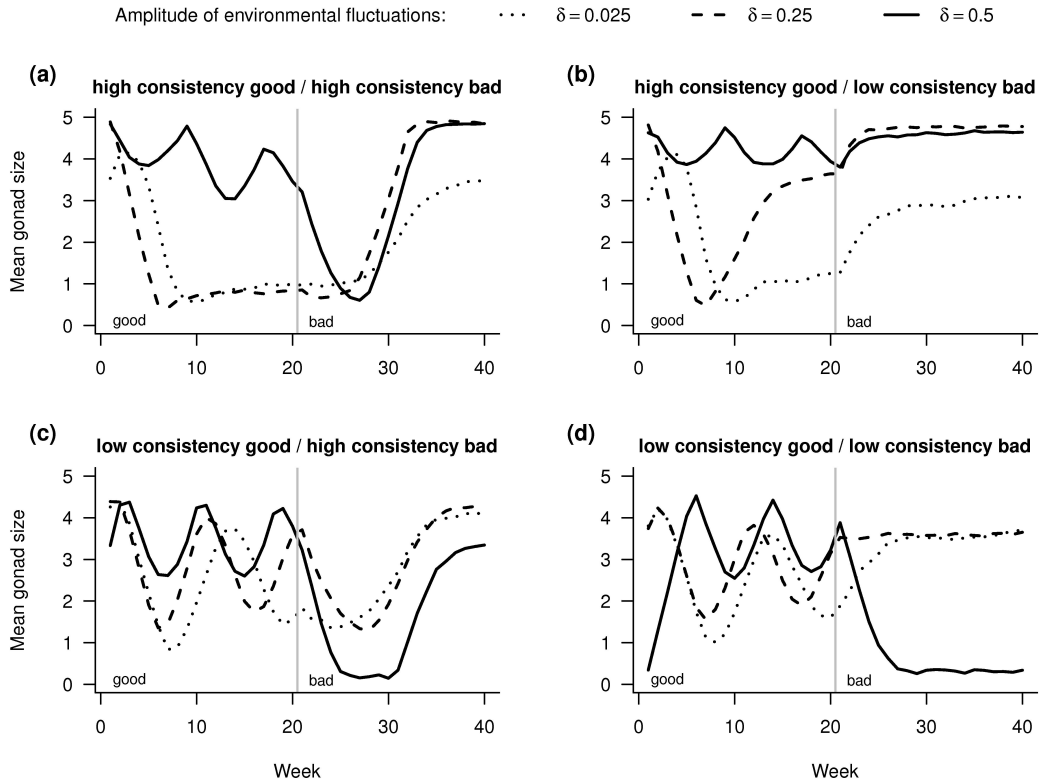 Amplitude of environmental fluctuations: δ = 0.025 δ = 0.25 δ = 0.5
(a)
high consistency good / high consistency bad
Mean gonad size
5
4
3
2
1
0
good
bad
0 10 20 30 40
(b)
high consistency good / low consistency bad
5
4
3
2
1
0
good
bad
0 10 20 30 40
(c)
low consistency good / high consistency bad
Mean gonad size
5
4
3
2
1
0
good
bad
0 10 20 30 40
Week
(d)
low consistency good / low consistency bad
5
4
3
2
1
0
good
bad
0 10 20 30 40
Week